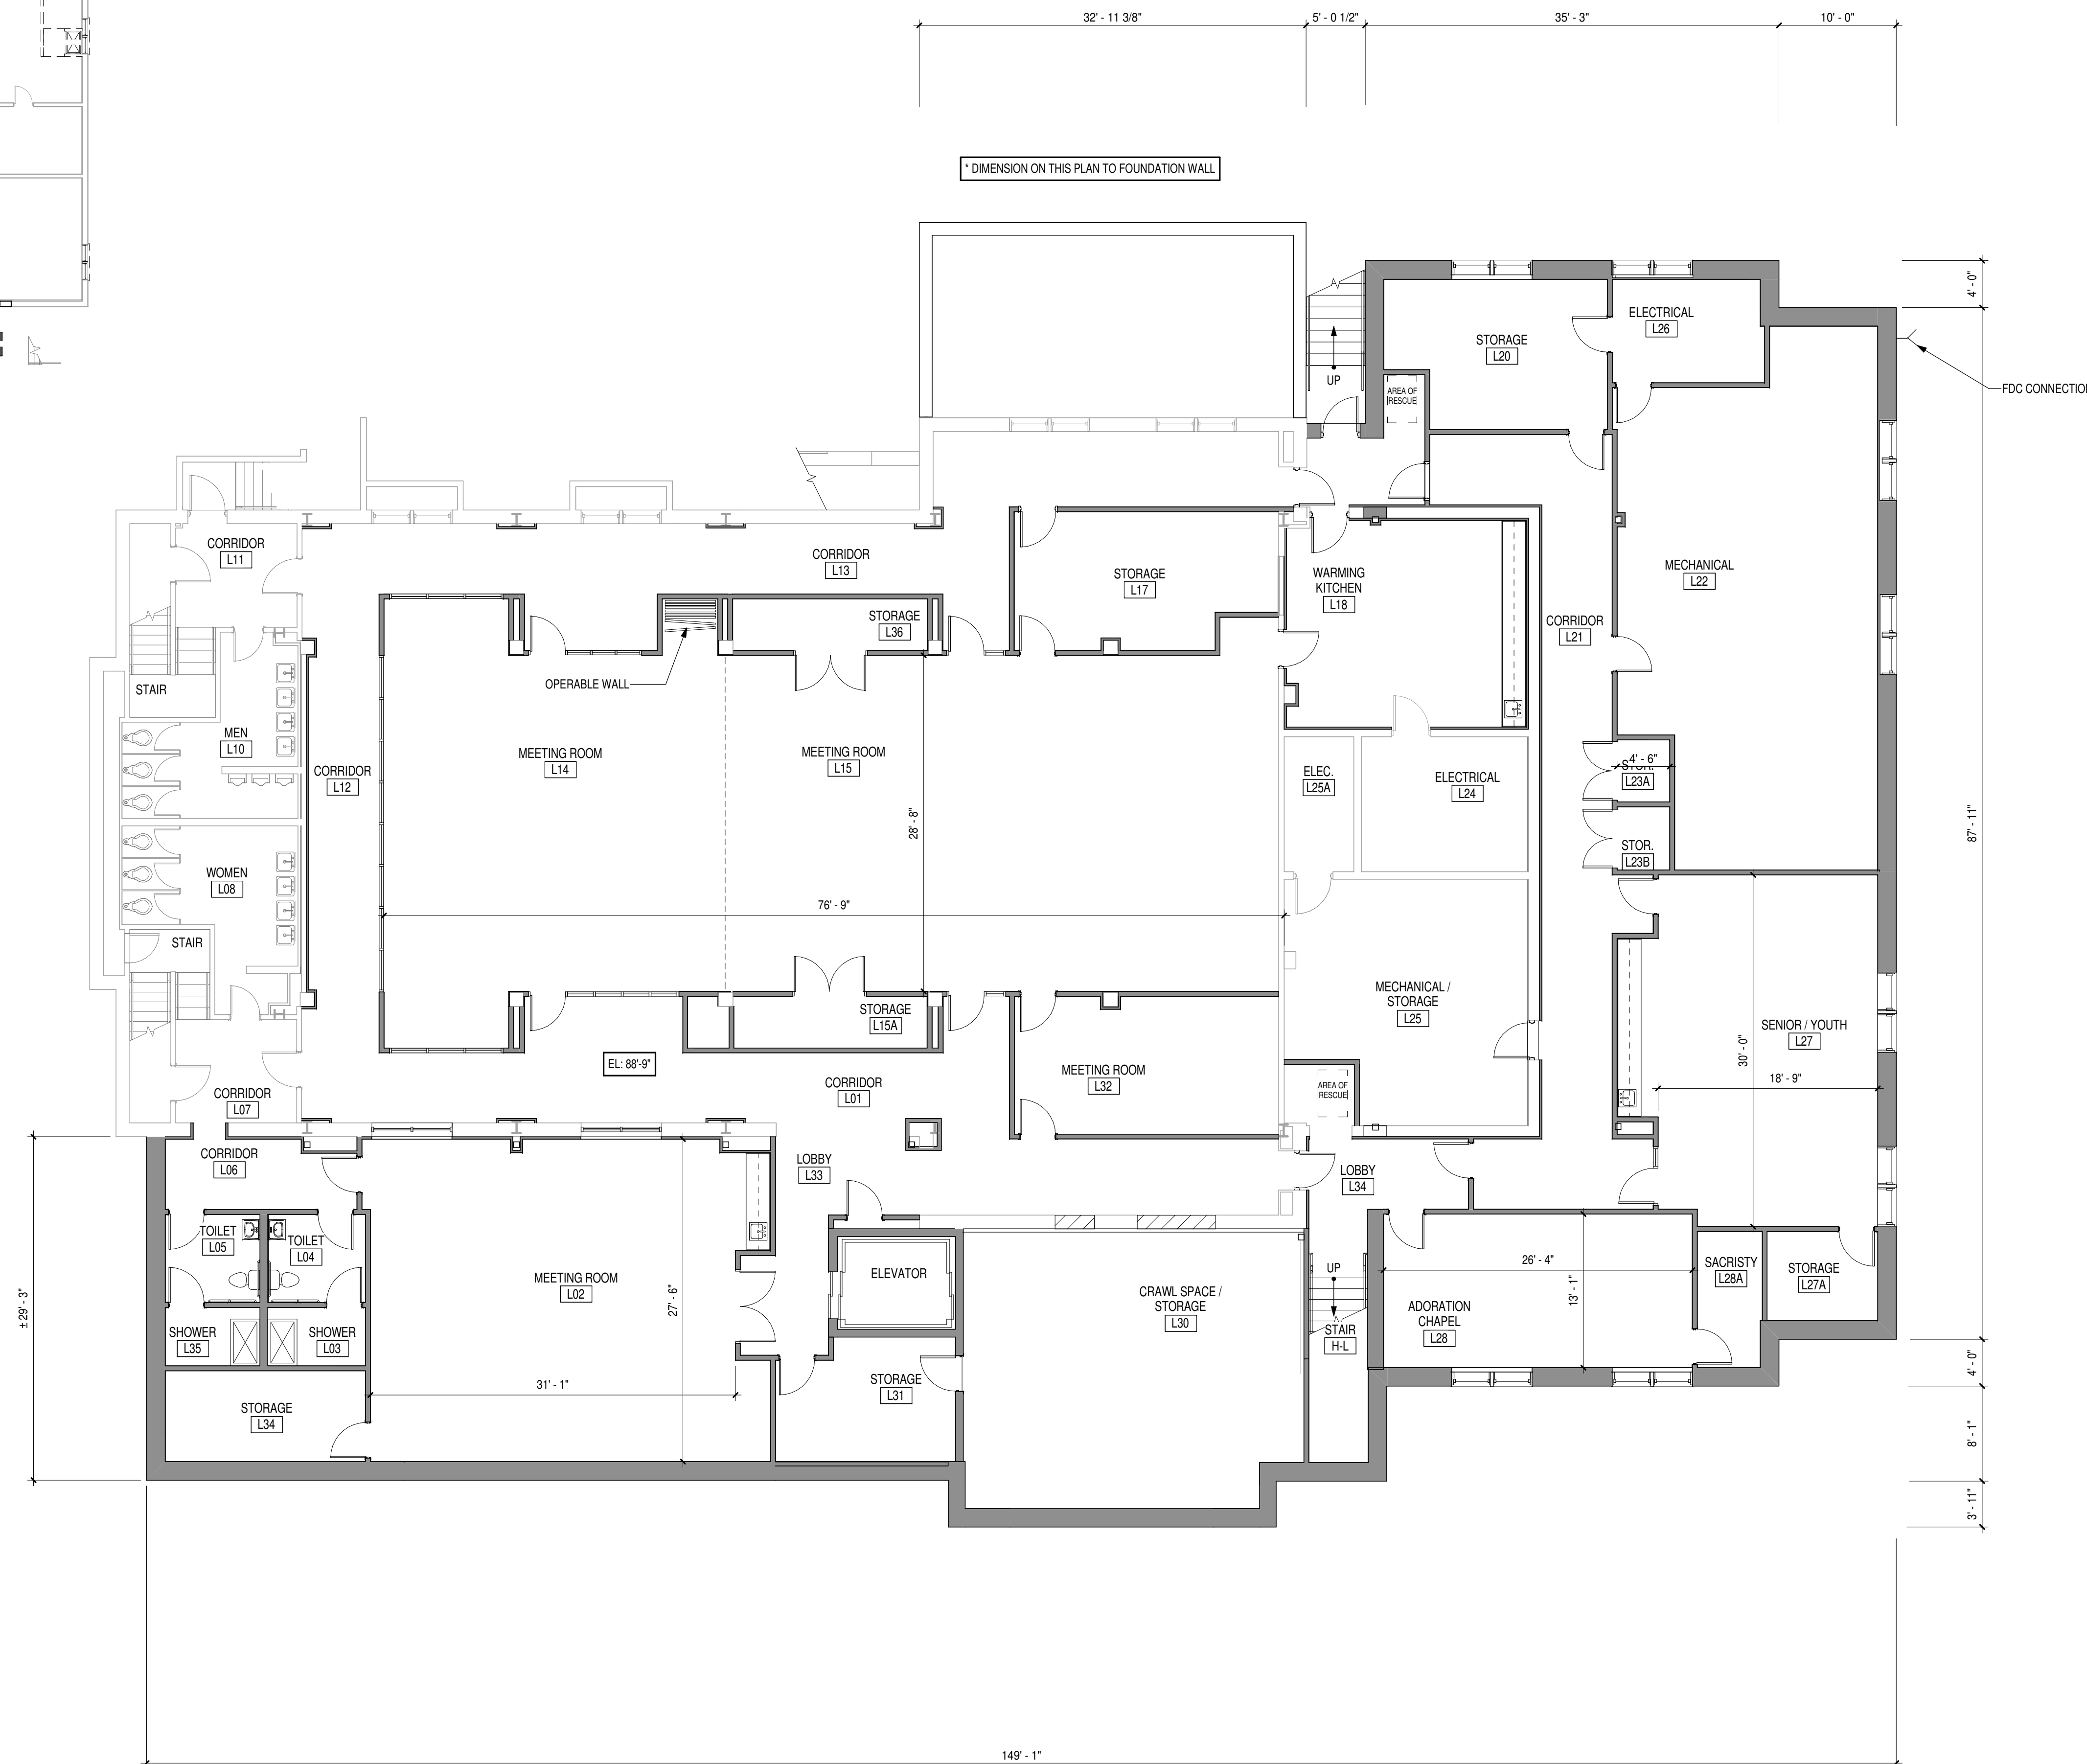 32' - 11 3/8"
5' - 0 1/2"
35' - 3"
10' - 0"
* DIMENSION ON THIS PLAN TO FOUNDATION WALL
4' - 0"
ELECTRICAL
L26
STORAGE
L20
UP
AREA OF
RESCUE
FDC CONNECTIO
CORRIDOR
L11
CORRIDOR
L13
STORAGE
L17
WARMING
KITCHEN
L18
MECHANICAL
L22
STORAGE
L36
CORRIDOR
L21
OPERABLE WALL
STAIR
MEN
L10
MEETING ROOM
L14
MEETING ROOM
L15
CORRIDOR
L12
ELEC.
L25A
ELECTRICAL
L24
4' - 6"
STOR.
L23A
28' - 8"
87' - 11"
STOR.
L23B
WOMEN
L08
76' - 9"
STAIR
MECHANICAL /
STORAGE
L25
STORAGE
L15A
SENIOR / YOUTH
L27
30' - 0"
18' - 9"
EL: 88'-9"
CORRIDOR
L01
MEETING ROOM
L32
AREA OF
RESCUE
CORRIDOR
L07
CORRIDOR
L06
LOBBY
L33
LOBBY
L34
TOILET
L05
TOILET
L04
MEETING ROOM
L02
27' - 6"
ELEVATOR
CRAWL SPACE /
STORAGE
L30
UP
STAIR
H-L
26' - 4"
13' - 1"
ADORATION
CHAPEL
L28
SACRISTY
L28A
STORAGE
L27A
± 29' - 3"
SHOWER
L35
SHOWER
L03
31' - 1"
STORAGE
L31
STORAGE
L34
4' - 0"
8' - 1"
3' - 11"
149' - 1"